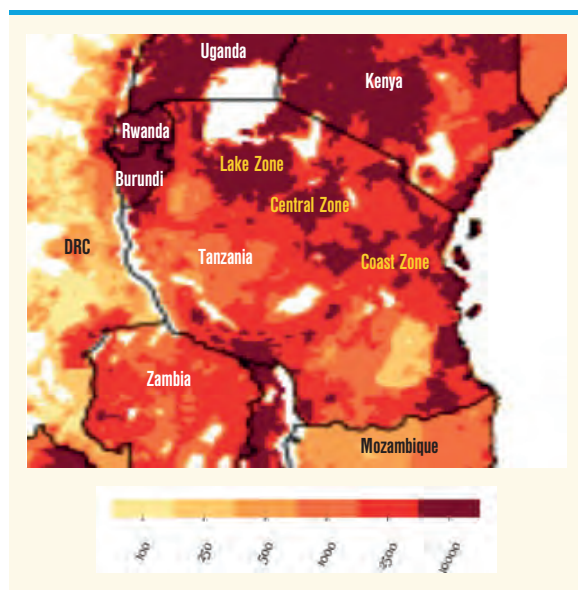 Uganda
Kenya
Rwanda
Lake Zone
Burundi
Central Zone
DRC
Tanzania
Coast Zone
Zambia
Mozambique
100
250
500
1000
2500
10000